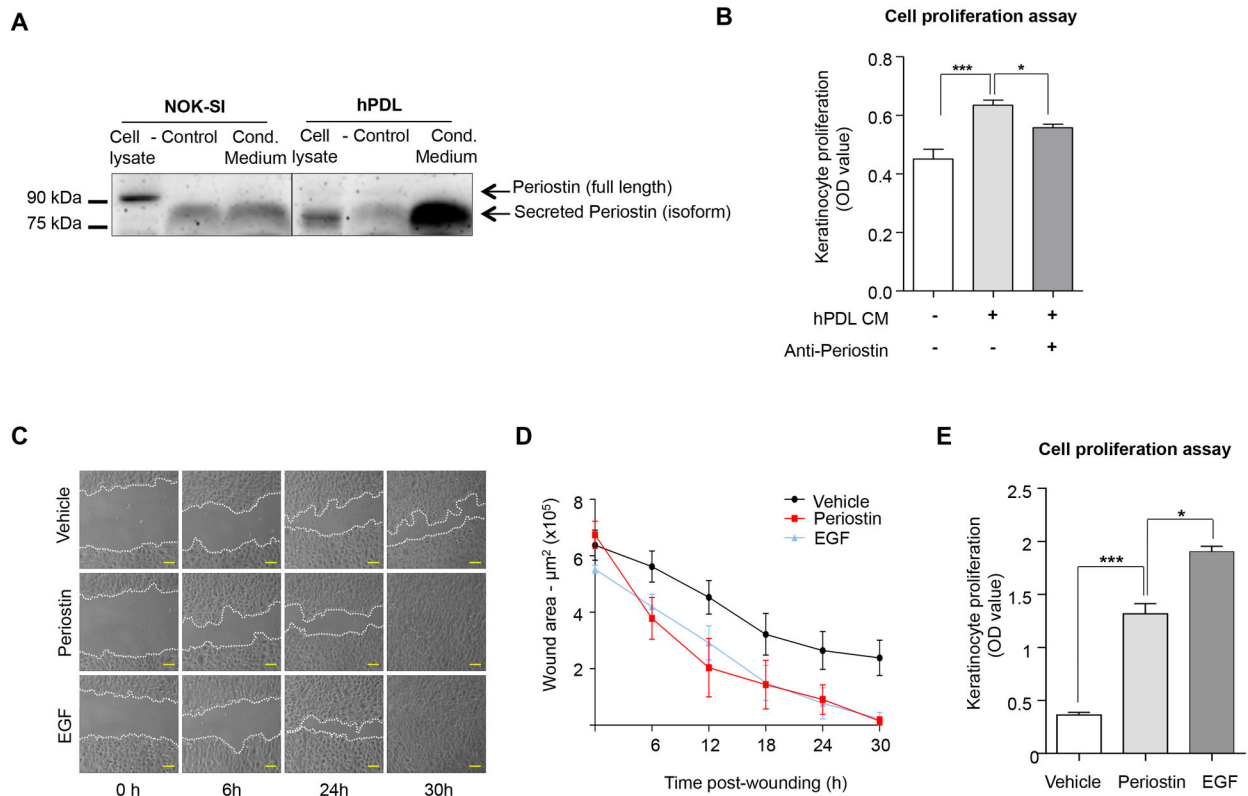 A
NOK-SI
hPDL
Cell - Control Cond.
lysate Medium
Cell - Control Cond.
lysate Medium
90 kDa
75 kDa
Periostin (full length)
Secreted Periostin (isoform)
B
Cell proliferation assay
Keratinocyte proliferation
(OD value)
0.8
0.6
0.4
0.2
0.0
***
*
hPDL CM - + +
Anti-Periostin - - +
C
Vehicle
Periostin
EGF
0 h 6h 24h 30h
D
Wound area - µm² (x10⁵)
8
6
4
2
Vehicle
Periostin
EGF
6 12 18 24 30
Time post-wounding (h)
E
Cell proliferation assay
Keratinocyte proliferation
(OD value)
2.5
2
1.5
1
0.5
0
***
*
Vehicle Periostin EGF